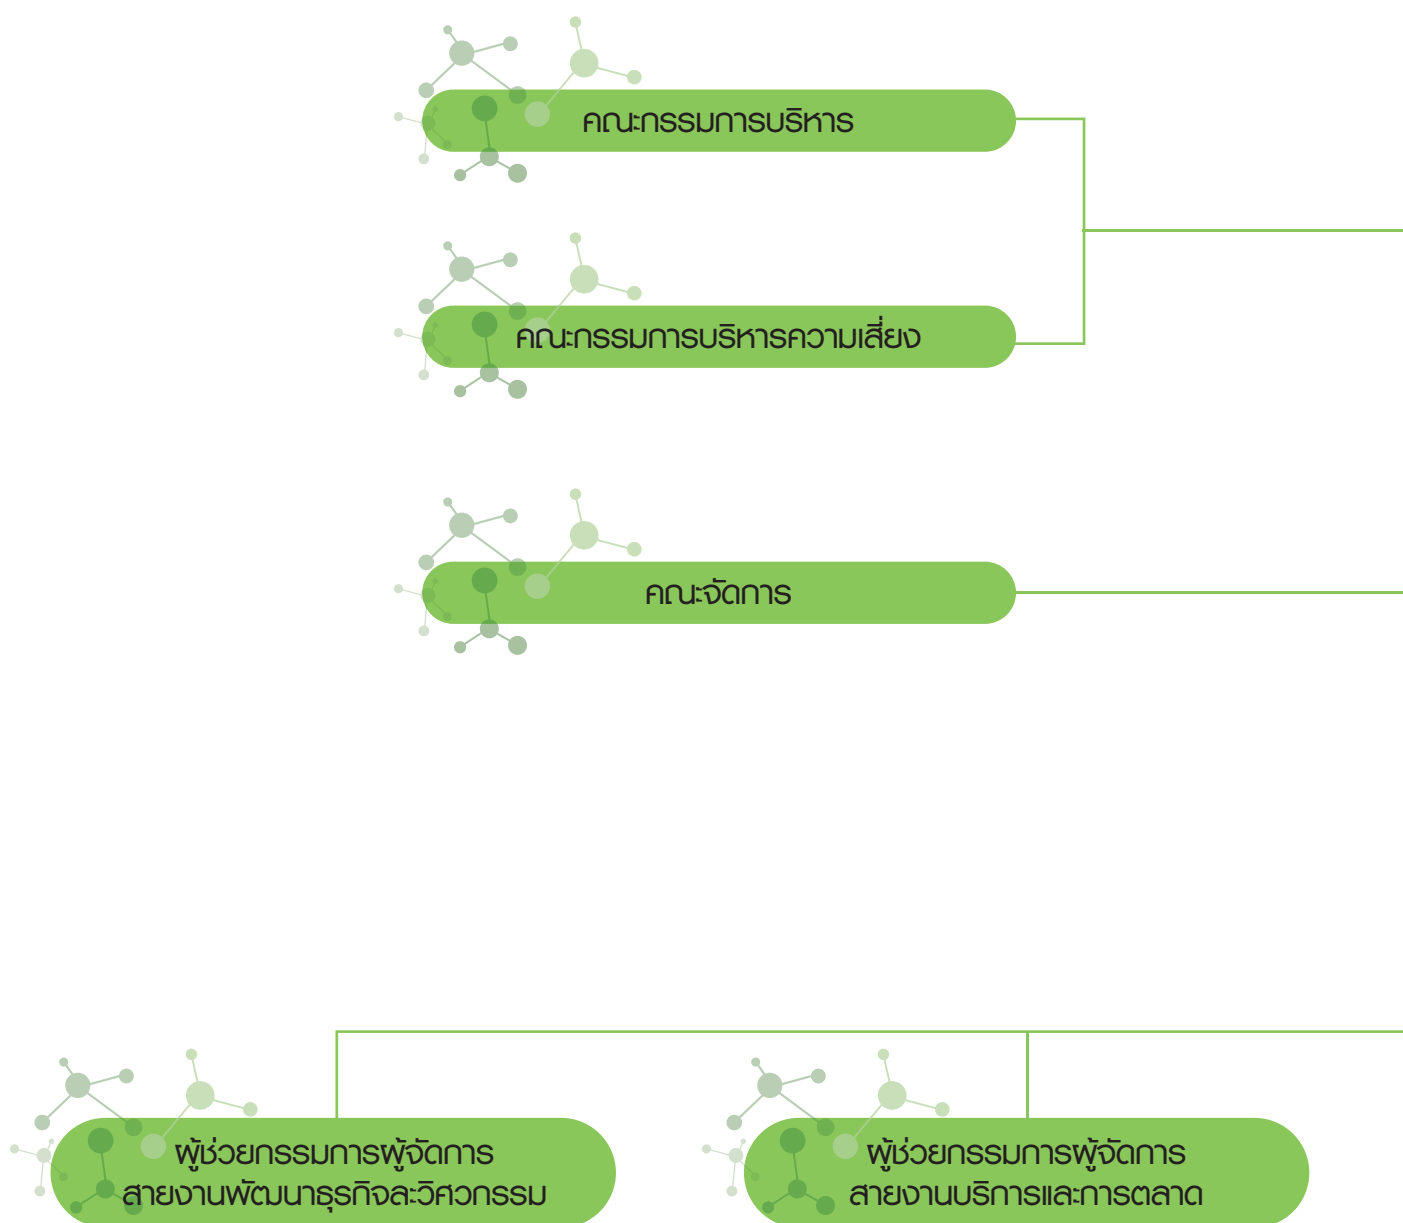 คณะกรรมการบริหาร
คณะกรรมการบริหารความเสี่ยง
คณะจัดการ
ผู้ช่วยกรรมการผู้จัดการ
สายงานพัฒนาธุรกิจละวิศวกรรม
ผู้ช่วยกรรมการผู้จัดการ
สายงานบริการและการตลาด